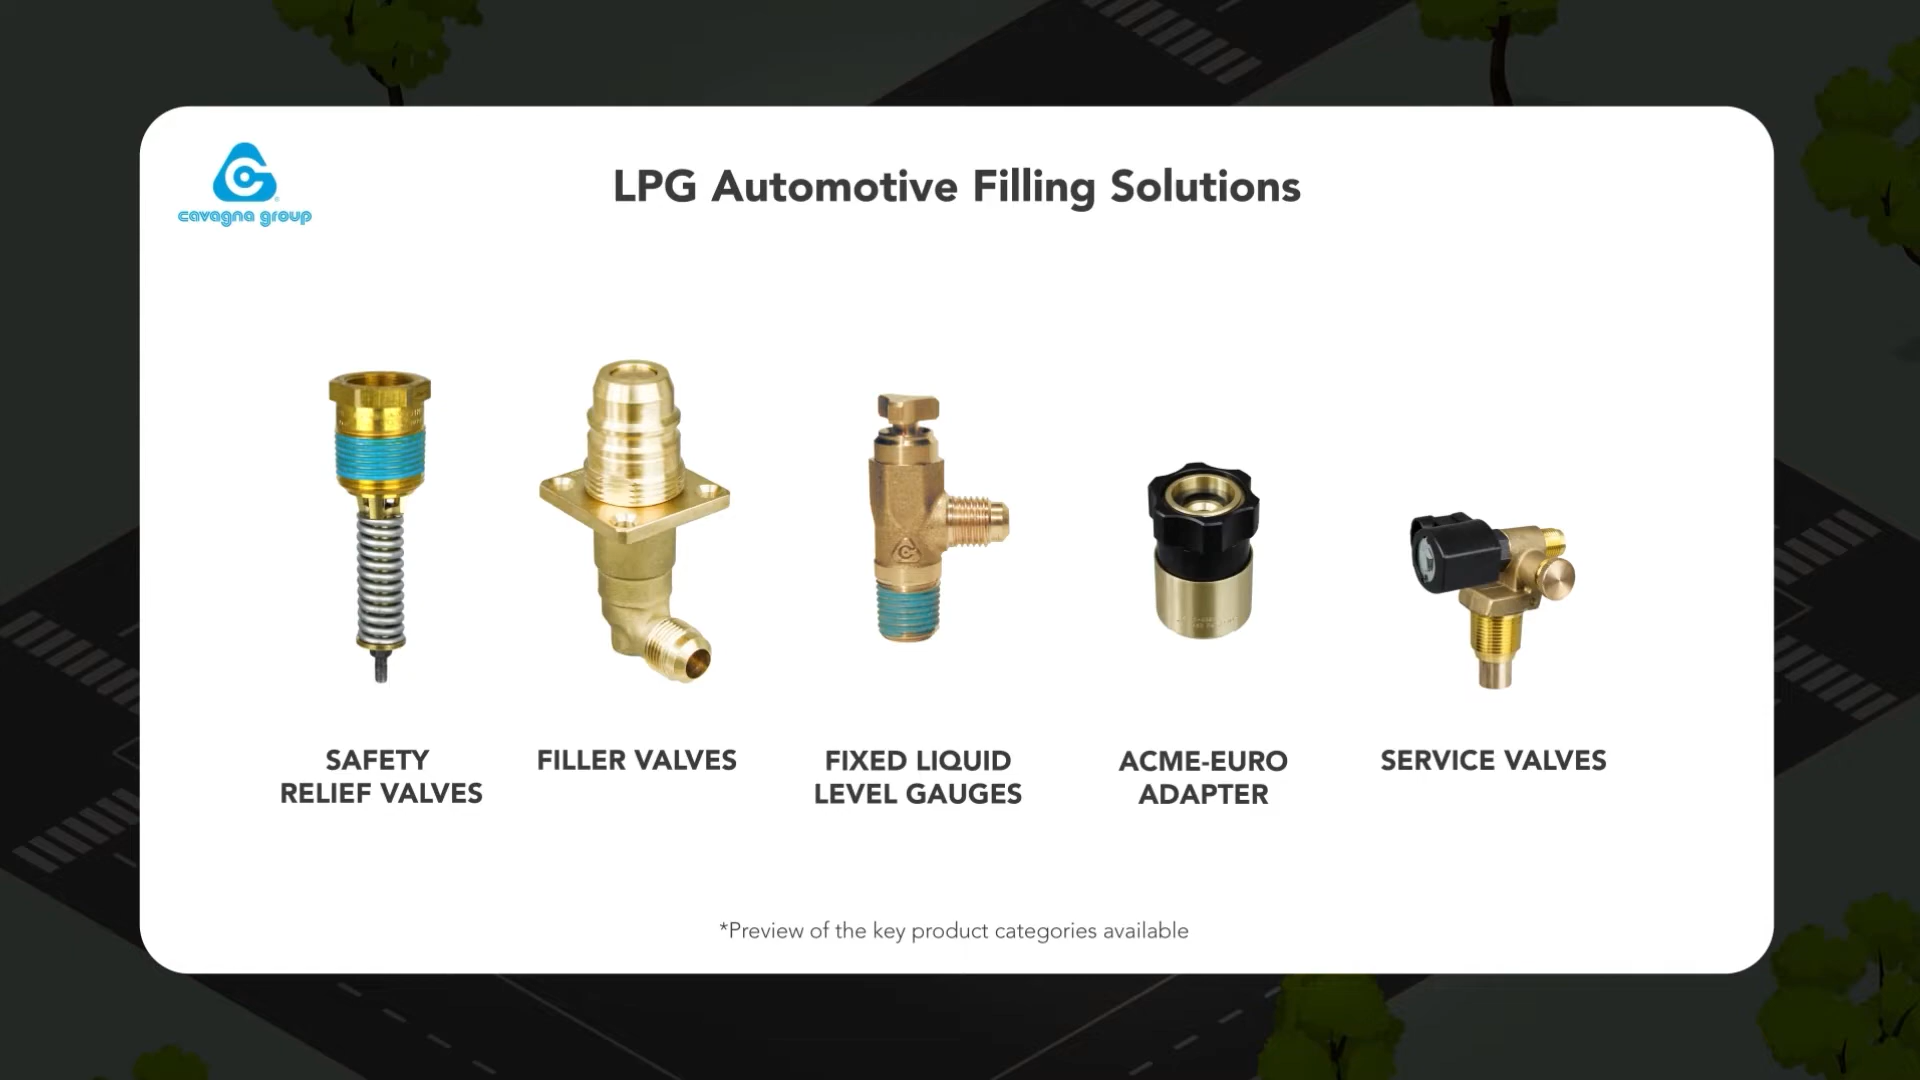 cavagna group
LPG Automotive Filling Solutions
SAFETY
RELIEF VALVES
FILLER VALVES
FIXED LIQUID
LEVEL GAUGES
ACME-EURO
ADAPTER
SERVICE VALVES
*Preview of the key product categories available